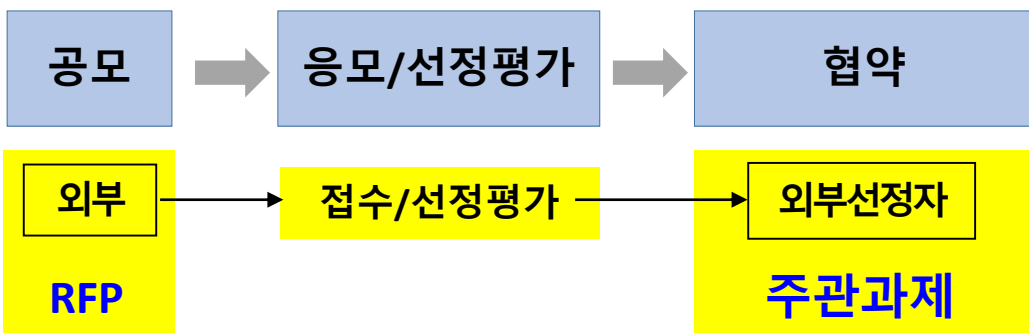 공모
응모/선정평가
협약
외부
접수/선정평가
외부선정자
RFP
주관과제